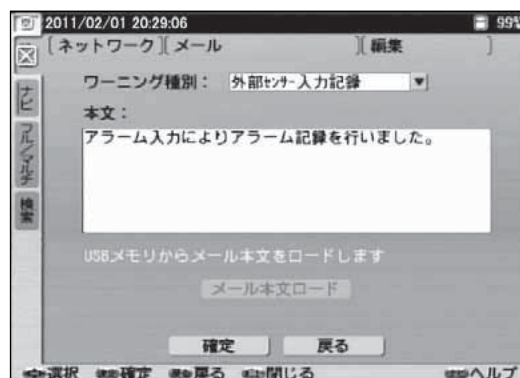 2011/02/01 20:29:06 99%
ネットワーク メール 編集
ワーニング種別： 外部センサー入力記録
本文：
アラーム入力によりアラーム記録を行いました。
ナビ
フル/マルチ
検索
USBメモリからメール本文をロードします
メール本文ロード
確定 戻る
選択 確定 戻る 閉じる ヘルプ